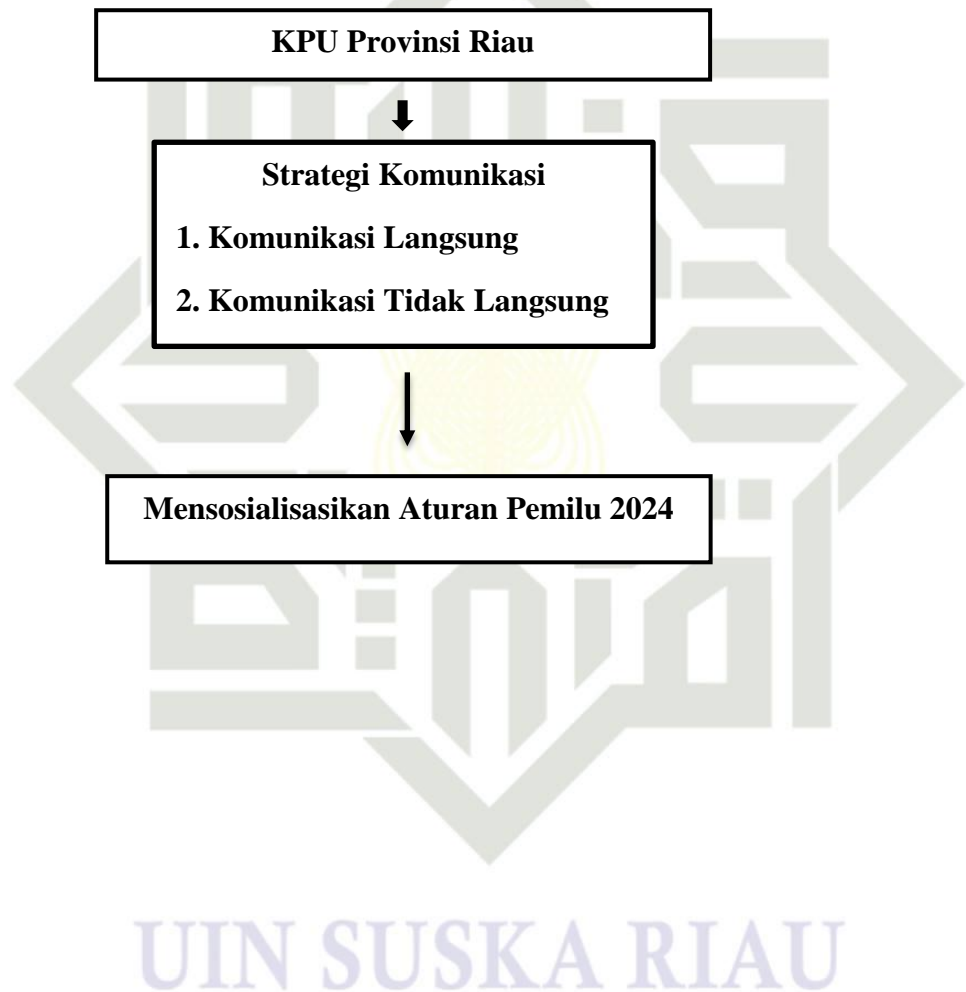 KPU Provinsi Riau
Strategi Komunikasi
1. Komunikasi Langsung
2. Komunikasi Tidak Langsung
Mensosialisasikan Aturan Pemilu 2024
UIN SUSKA RIAU